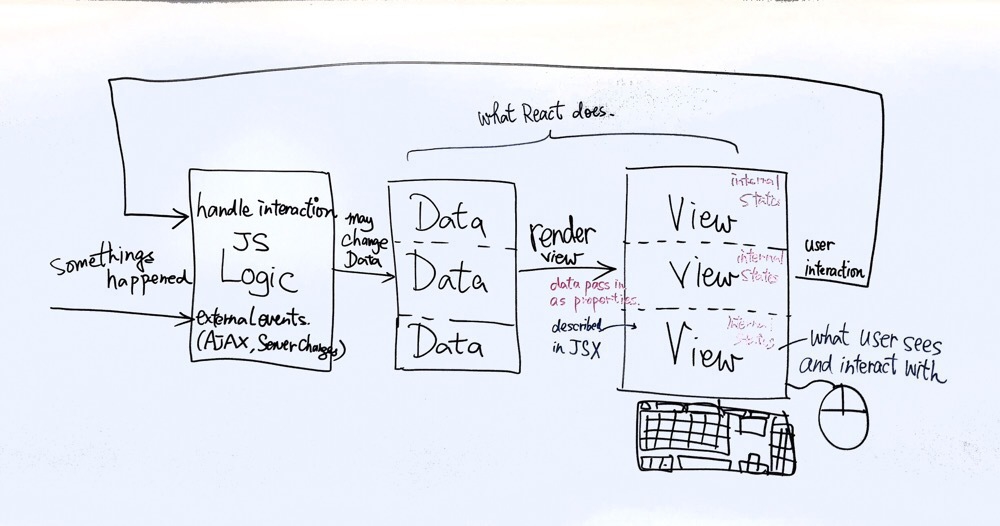 what React does.
handle interaction
JS
Logic
external events.
(AJAX, Server Changes)
Somethings
happened
may
change
Data
Data
Data
Data
render
view
data pass in
as properties.
described
in JSX
internal
States
View
internal
States
View
Internal
States
View
user
interaction
what user sees
and interact with